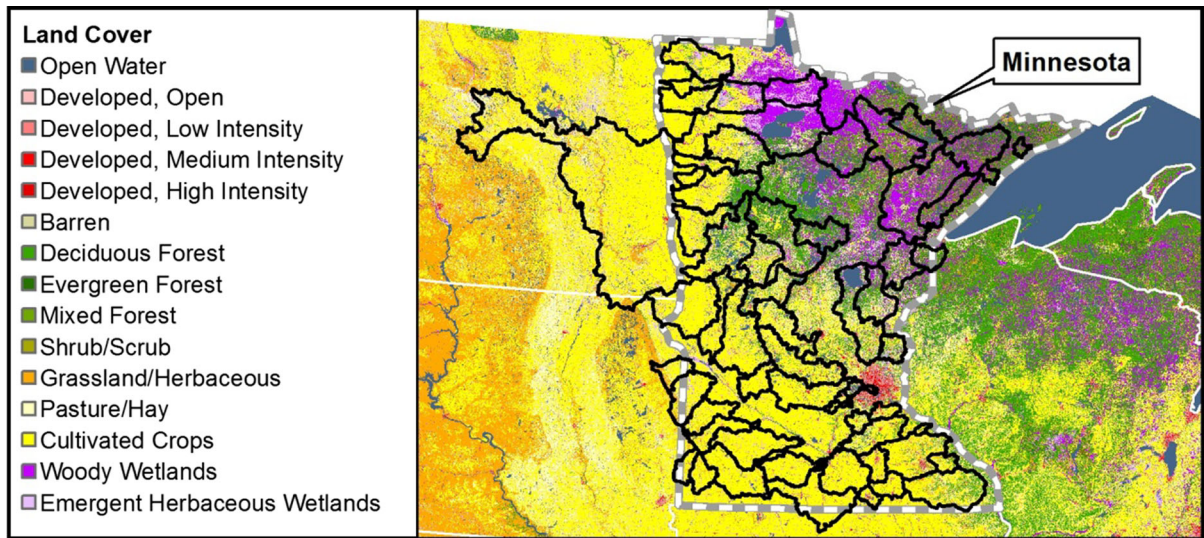 Land Cover
Open Water
Developed, Open
Developed, Low Intensity
Developed, Medium Intensity
Developed, High Intensity
Barren
Deciduous Forest
Evergreen Forest
Mixed Forest
Shrub/Scrub
Grassland/Herbaceous
Pasture/Hay
Cultivated Crops
Woody Wetlands
Emergent Herbaceous Wetlands
Minnesota